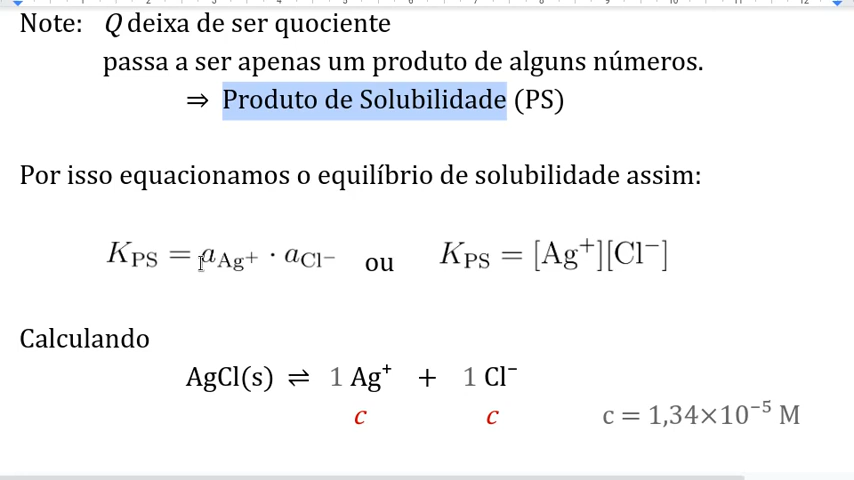 Note: Q deixa de ser quociente
passa a ser apenas um produto de alguns números.
⇒ Produto de Solubilidade (PS)
Por isso equacionamos o equilíbrio de solubilidade assim:
K_PS = a_Ag⁺ · a_Cl⁻ ou K_PS = [Ag⁺][Cl⁻]
Calculando
AgCl(s) ⇌ 1 Ag⁺ + 1 Cl⁻
c c c = 1,34×10⁻⁵ M